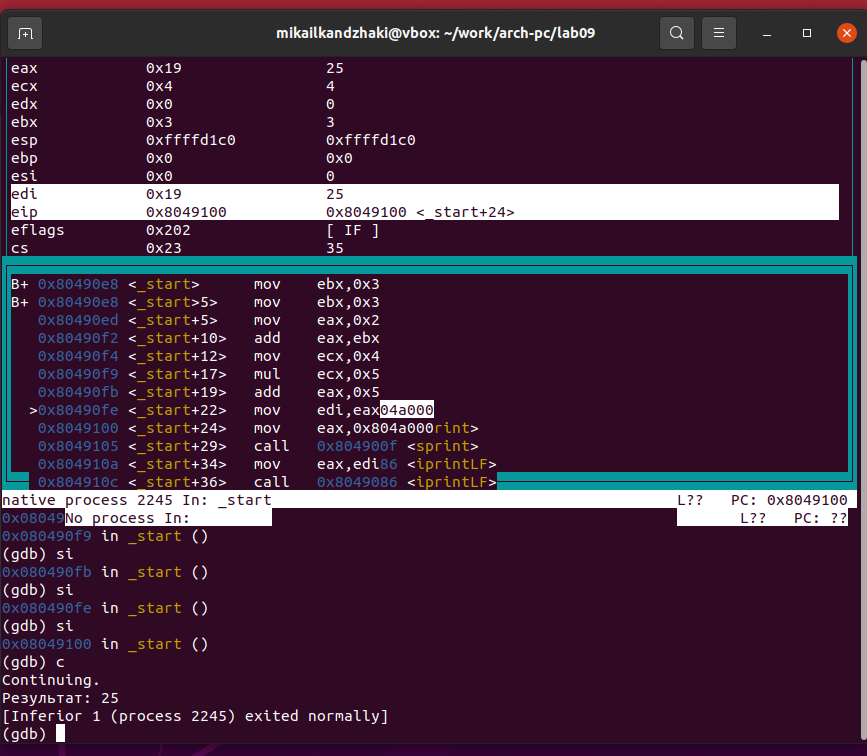 mikailkandzhaki@vbox: ~/work/arch-pc/lab09
eax 0x19 25
ecx 0x4 4
edx 0x0 0
ebx 0x3 3
esp 0xffffd1c0 0xffffd1c0
ebp 0x0 0x0
esi 0x0 0
edi 0x19 25
eip 0x8049100 0x8049100 <_start+24>
eflags 0x202 [ IF ]
cs 0x23 35
B+ 0x80490e8 <_start> mov ebx,0x3
B+ 0x80490e8 <_start>5> mov ebx,0x3
0x80490ed <_start+5> mov eax,0x2
0x80490f2 <_start+10> add eax,ebx
0x80490f4 <_start+12> mov ecx,0x4
0x80490f9 <_start+17> mul ecx,0x5
0x80490fb <_start+19> add eax,0x5
>0x80490fe <_start+22> mov edi,eax04a000
0x8049100 <_start+24> mov eax,0x804a000rint>
0x8049105 <_start+29> call 0x804900f <sprint>
0x804910a <_start+34> mov eax,edi86 <iprintLF>
0x804910c <_start+36> call 0x8049086 <iprintLF>
native process 2245 In: _start L?? PC: 0x8049100
0x08049No process In: L?? PC: ??
0x080490f9 in _start ()
(gdb) si
0x080490fb in _start ()
(gdb) si
0x080490fe in _start ()
(gdb) si
0x08049100 in _start ()
(gdb) c
Continuing.
Результат: 25
[Inferior 1 (process 2245) exited normally]
(gdb)